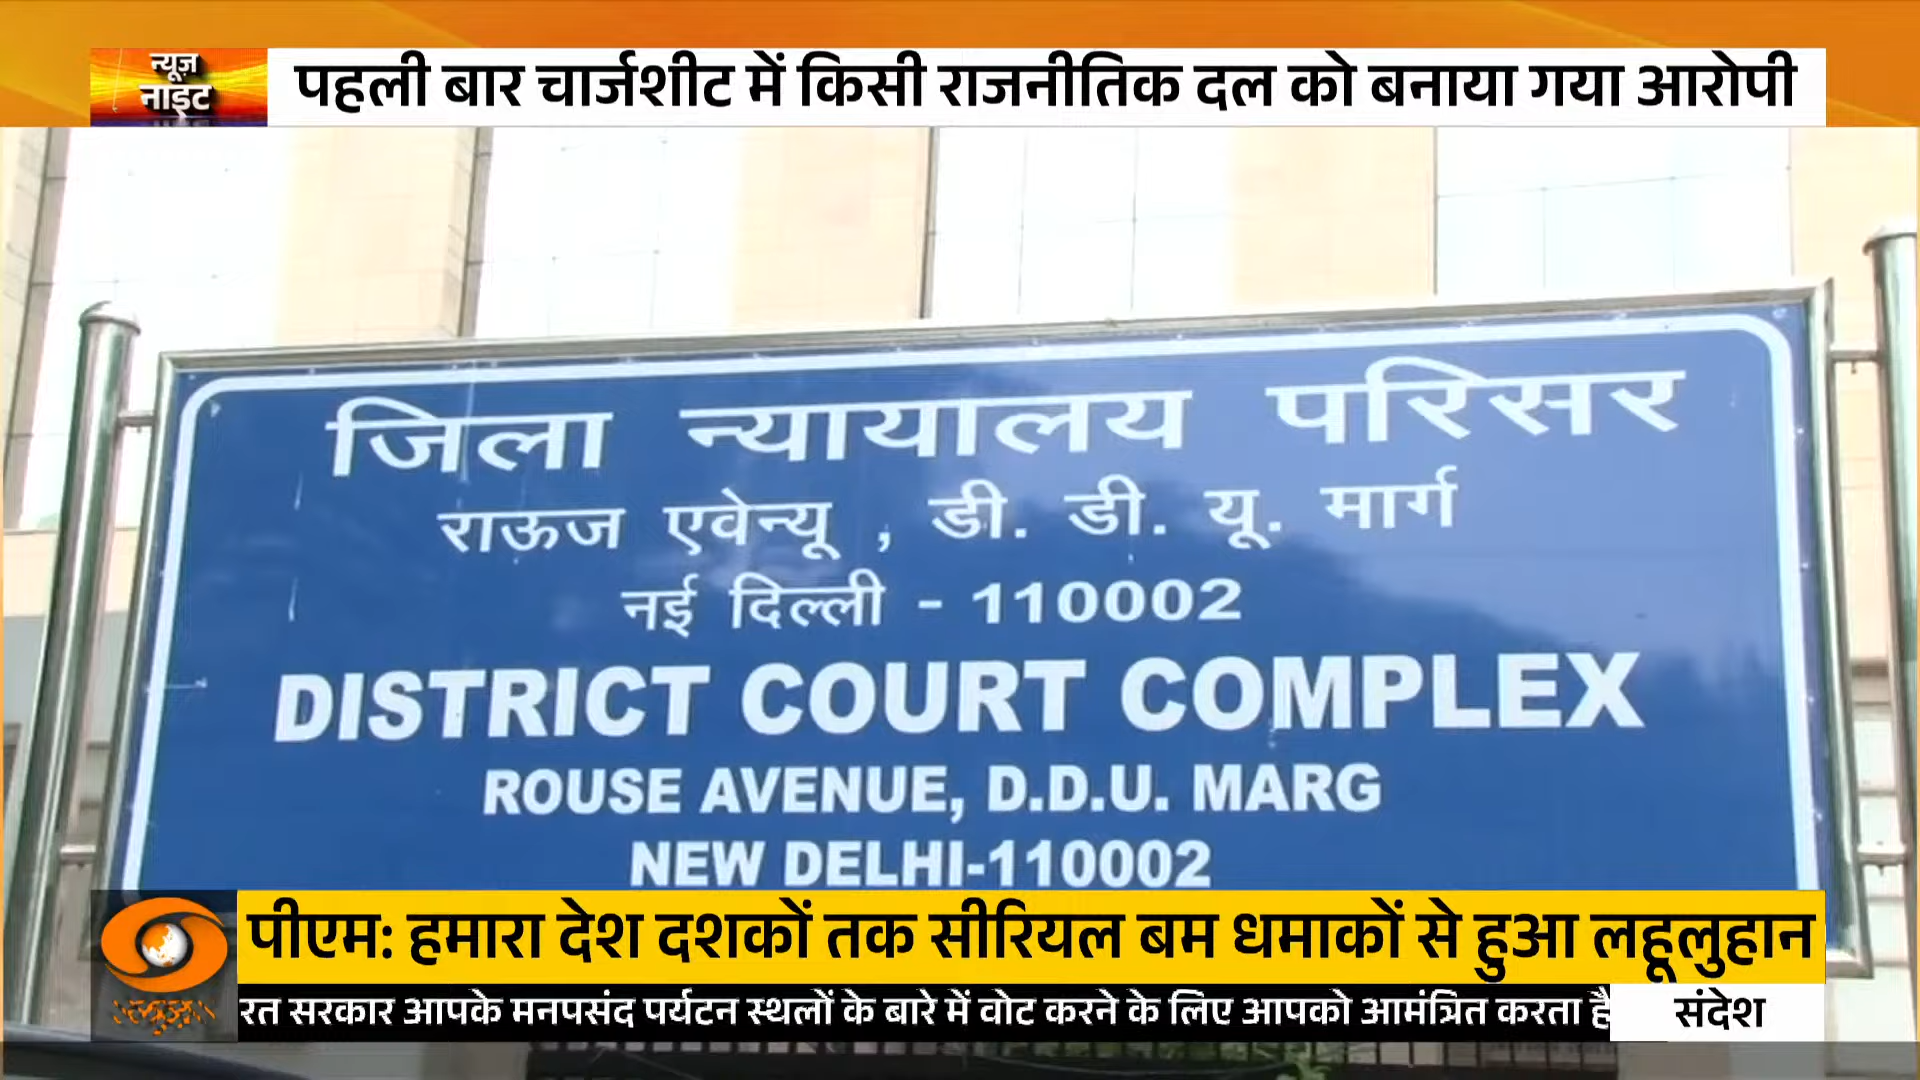 न्यूज़
नाइट
पहली बार चार्जशीट में किसी राजनीतिक दल को बनाया गया आरोपी
जिला न्यायालय परिसर
राऊज एवेन्यू , डी. डी. यू. मार्ग
नई दिल्ली - 110002
DISTRICT COURT COMPLEX
ROUSE AVENUE, D.D.U. MARG
NEW DELHI-110002
पीएम: हमारा देश दशकों तक सीरियल बम धमाकों से हुआ लहूलुहान
रत सरकार आपके मनपसंद पर्यटन स्थलों के बारे में वोट करने के लिए आपको आमंत्रित करता है
संदेश